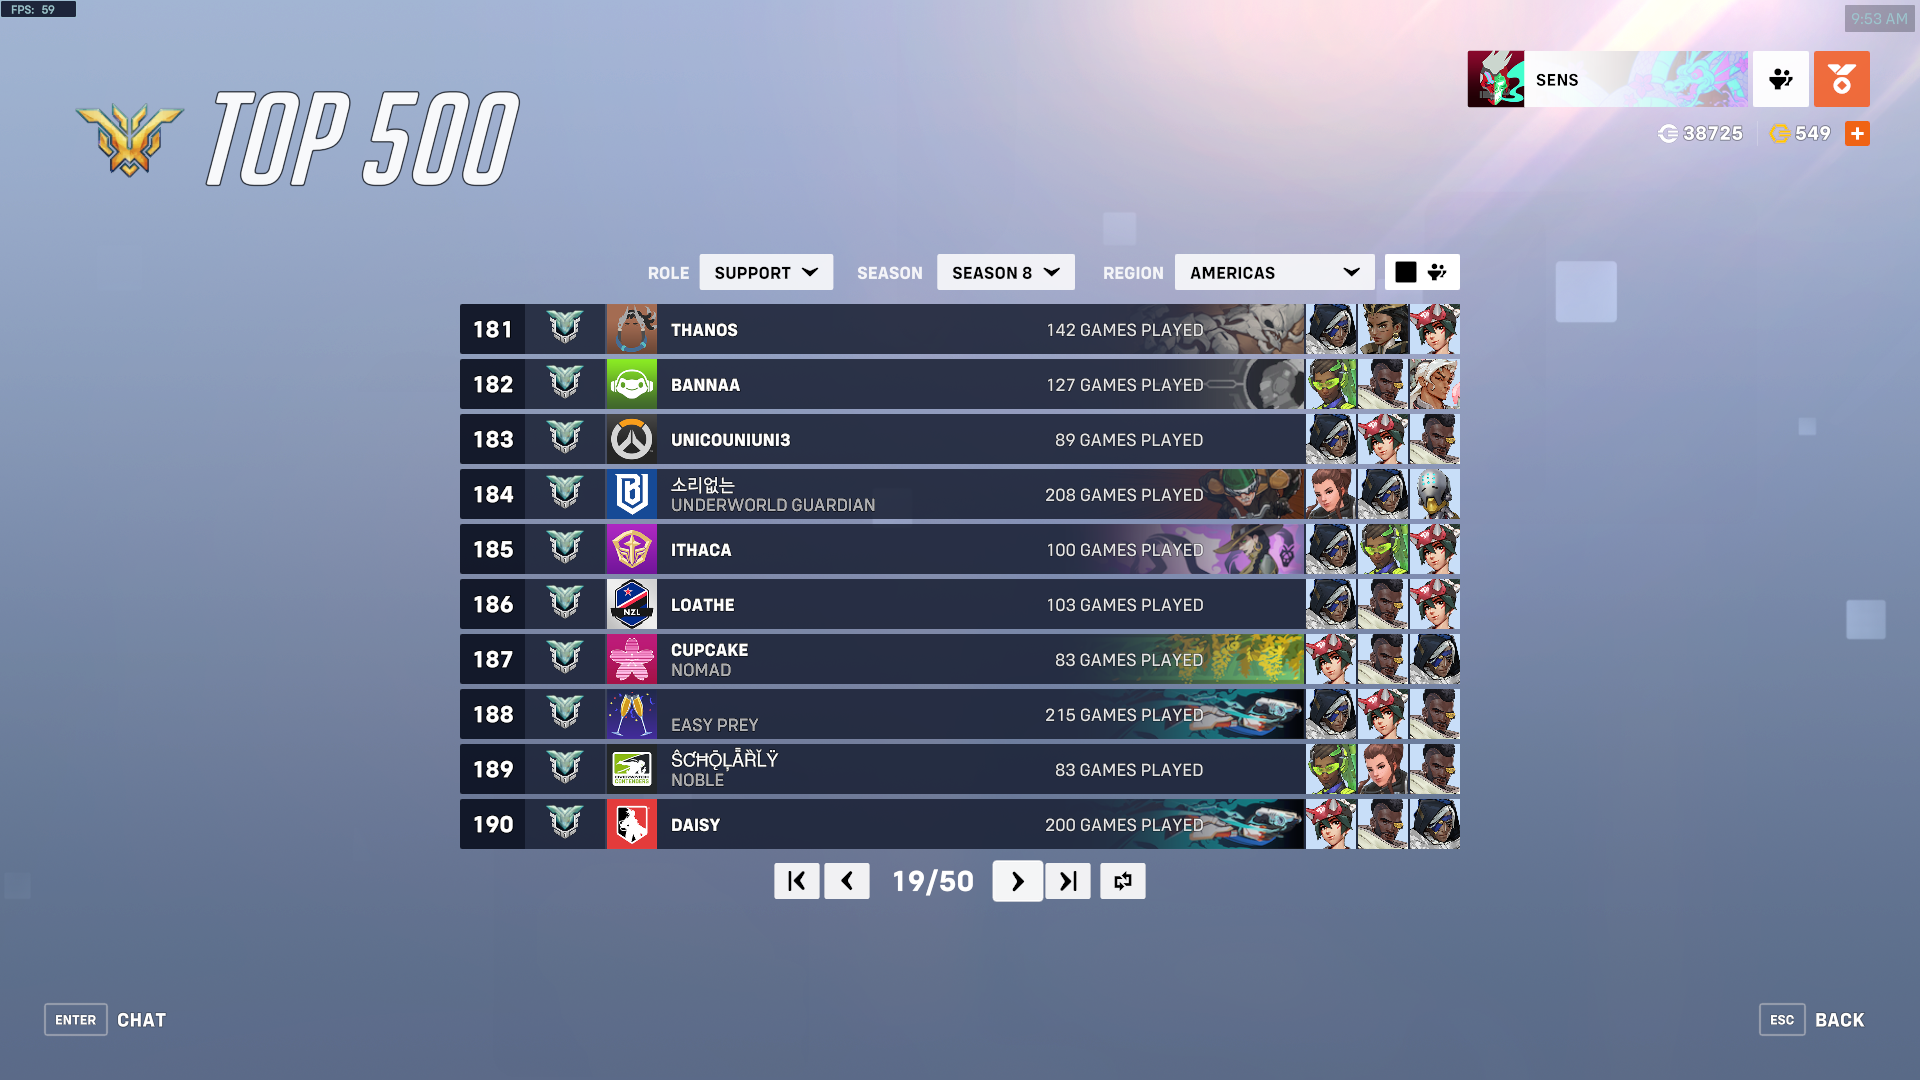 FPS: 59
9:53 AM
TOP 500
SENS
38725
549
ROLE
SUPPORT
SEASON
SEASON 8
REGION
AMERICAS
181 THANOS 142 GAMES PLAYED
182 BANNAA 127 GAMES PLAYED
183 UNICOUNIUNI3 89 GAMES PLAYED
184 소리없는 208 GAMES PLAYED
UNDERWORLD GUARDIAN
185 ITHACA 100 GAMES PLAYED
186 NZL LOATHE 103 GAMES PLAYED
187 CUPCAKE 83 GAMES PLAYED
NOMAD
188 215 GAMES PLAYED
EASY PREY
189 83 GAMES PLAYED
NOBLE
190 DAISY 200 GAMES PLAYED
19/50
ENTER CHAT
ESC BACK